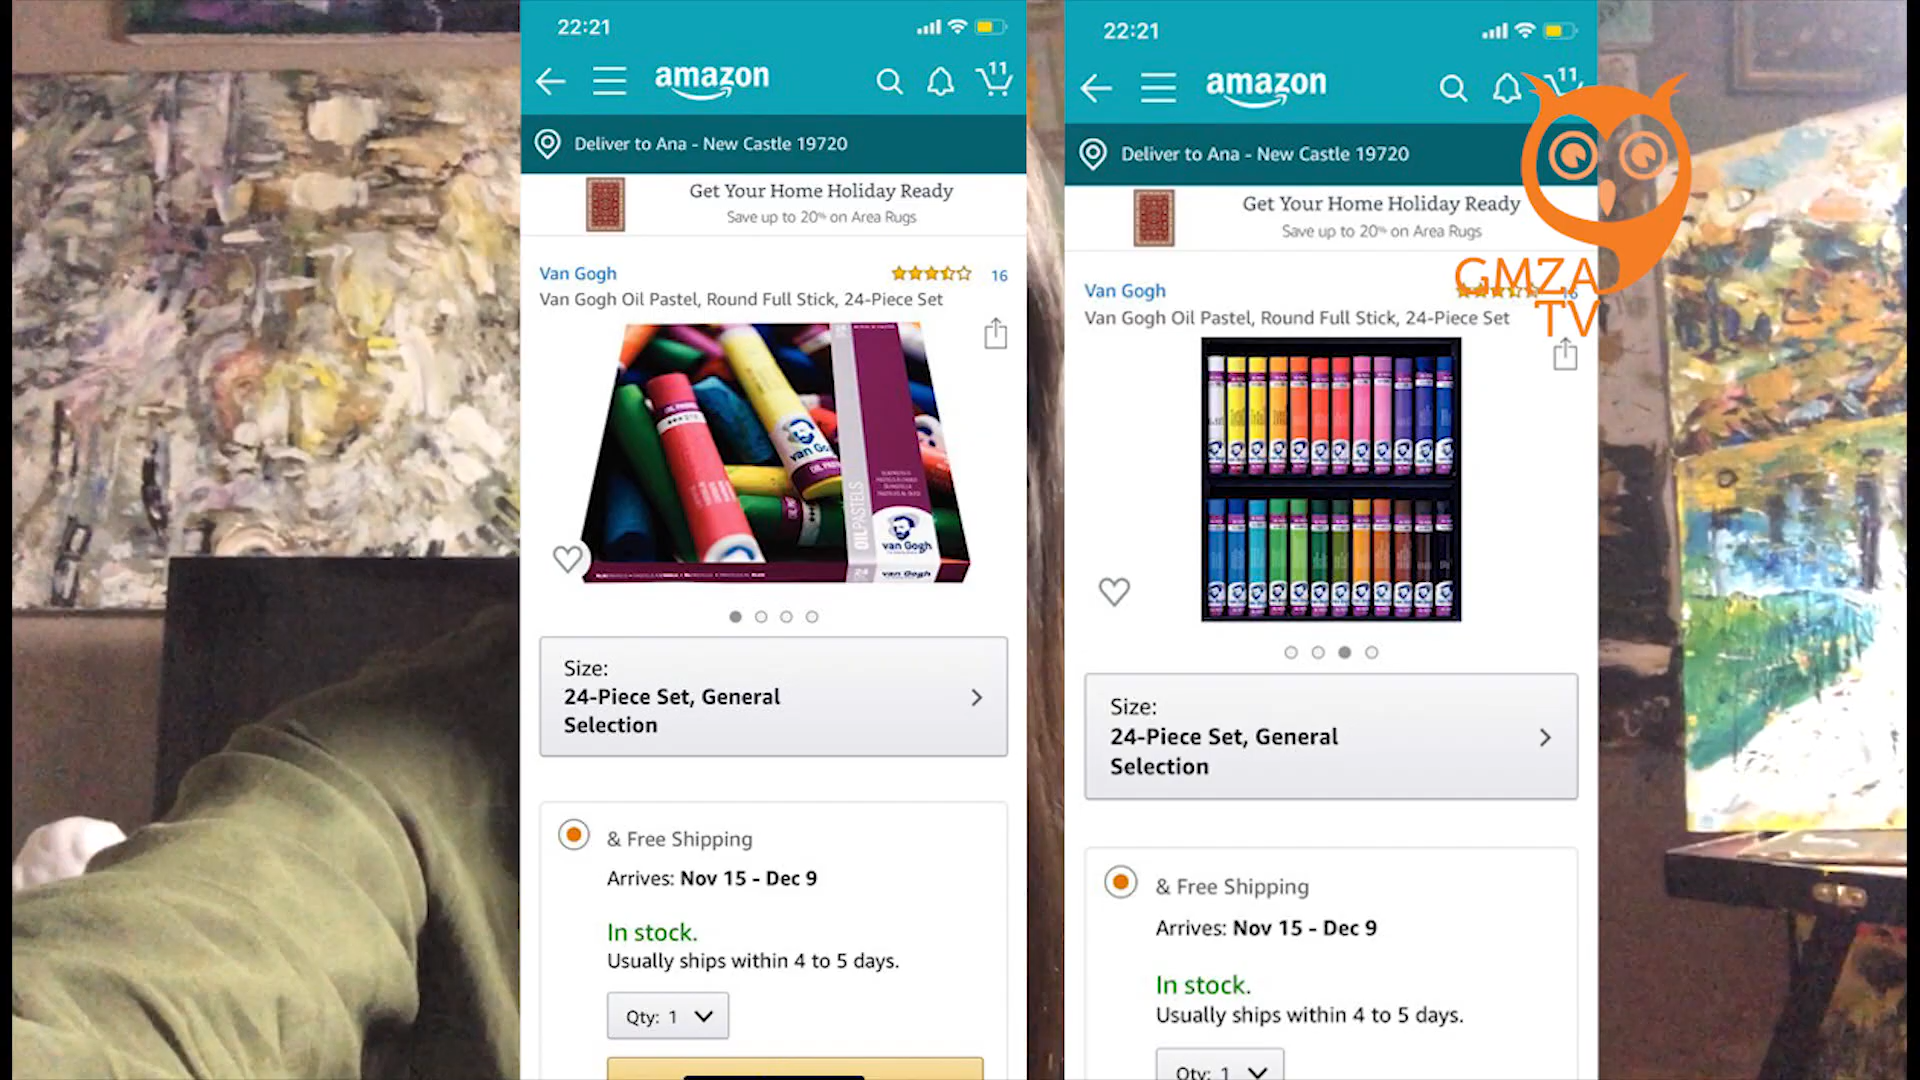 22:21
amazon
11
Deliver to Ana - New Castle 19720
Get Your Home Holiday Ready
Save up to 20% on Area Rugs
Van Gogh
16
Van Gogh Oil Pastel, Round Full Stick, 24-Piece Set
OIL PASTELS
van Gogh
van Gogh
24
van Gogh
Size:
24-Piece Set, General
Selection
& Free Shipping
Arrives: Nov 15 - Dec 9
In stock.
Usually ships within 4 to 5 days.
Qty: 1
22:21
amazon
11
Deliver to Ana - New Castle 19720
Get Your Home Holiday Ready
Save up to 20% on Area Rugs
GMZA
TV
Van Gogh
16
Van Gogh Oil Pastel, Round Full Stick, 24-Piece Set
Size:
24-Piece Set, General
Selection
& Free Shipping
Arrives: Nov 15 - Dec 9
In stock.
Usually ships within 4 to 5 days.
Qty: 1